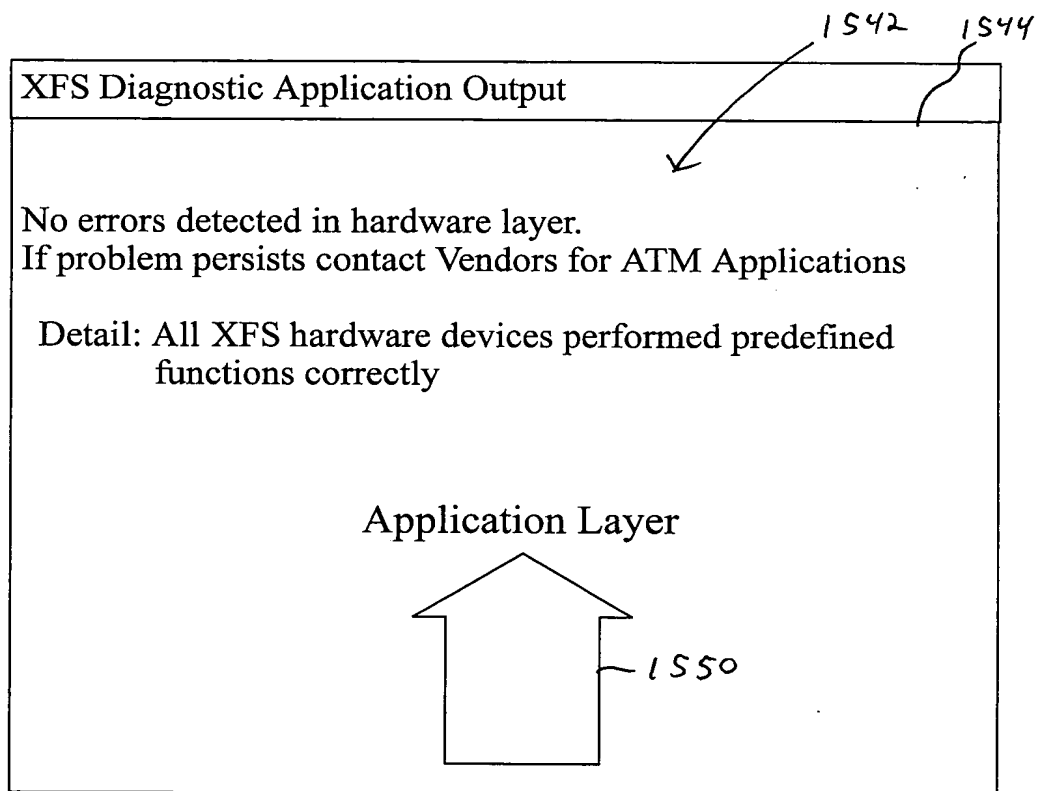 1542 1544
XFS Diagnostic Application Output
No errors detected in hardware layer.
If problem persists contact Vendors for ATM Applications
Detail: All XFS hardware devices performed predefined
functions correctly
Application Layer
1550